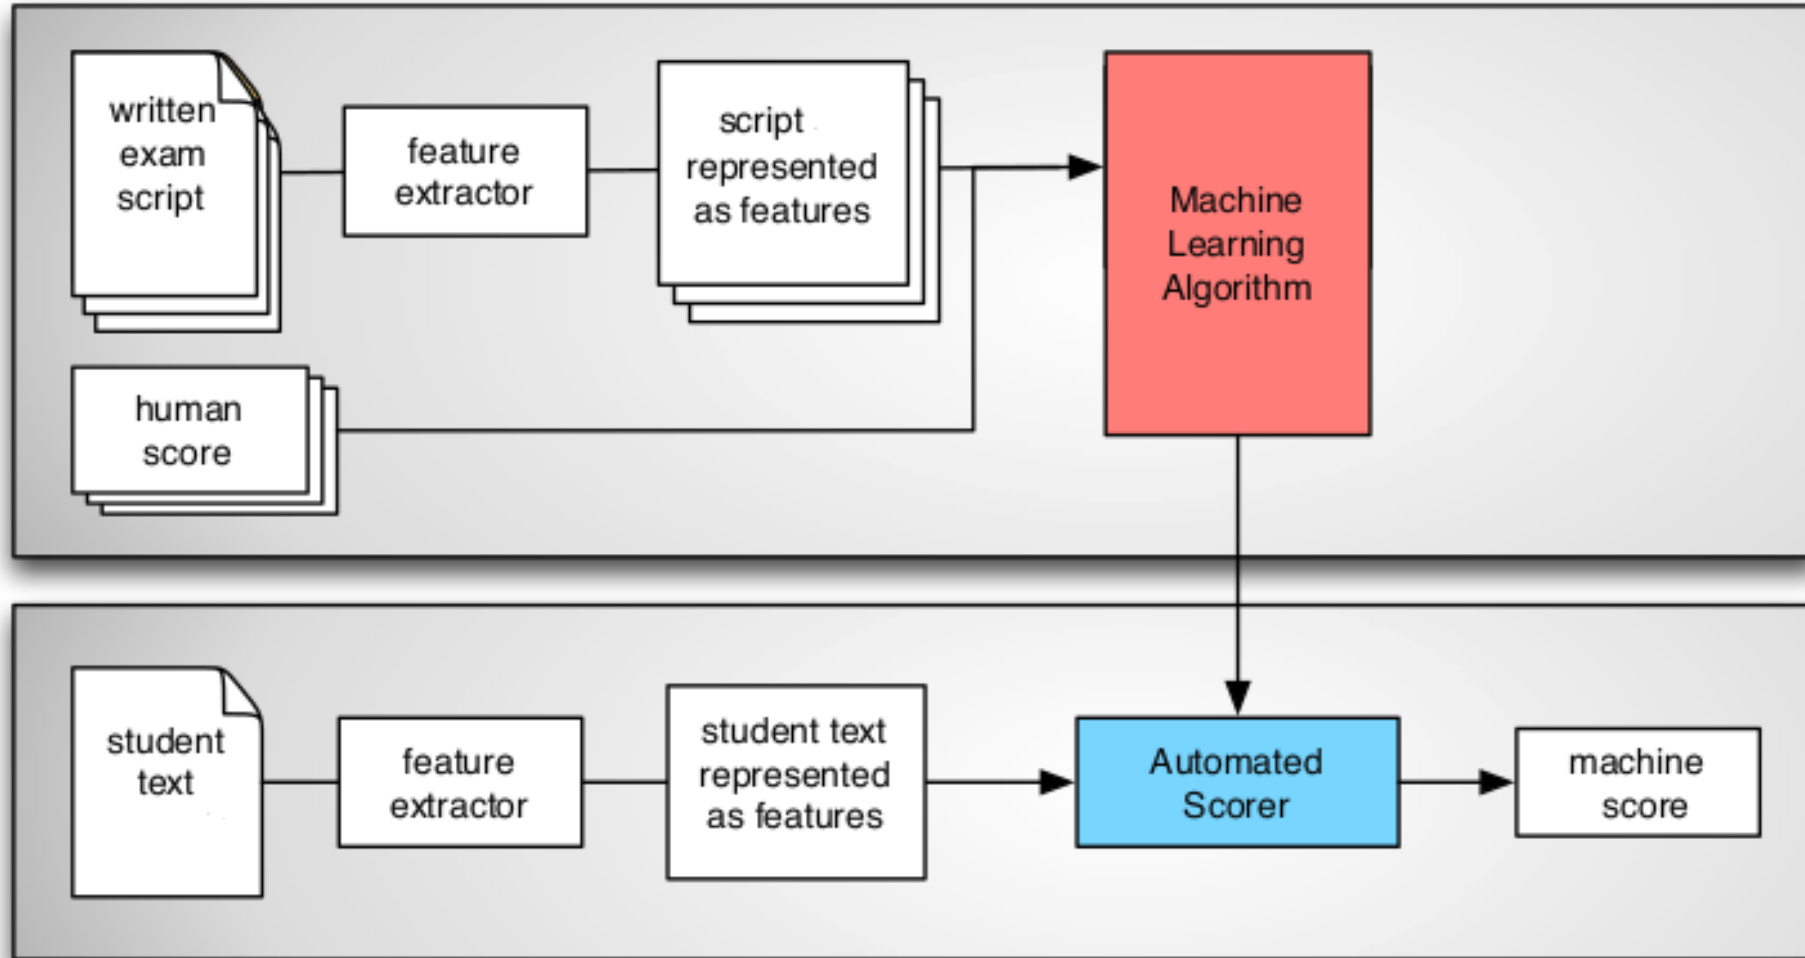 written
exam
script
feature
extractor
script
represented
as features
Machine
Learning
Algorithm
human
score
student
text
feature
extractor
student text
represented
as features
Automated
Scorer
machine
score